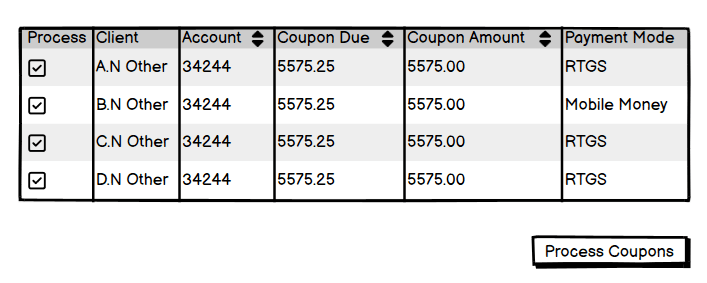 Process Client Account Coupon Due Coupon Amount Payment Mode
A.N Other 34244 5575.25 5575.00 RTGS
B.N Other 34244 5575.25 5575.00 Mobile Money
C.N Other 34244 5575.25 5575.00 RTGS
D.N Other 34244 5575.25 5575.00 RTGS
Process Coupons